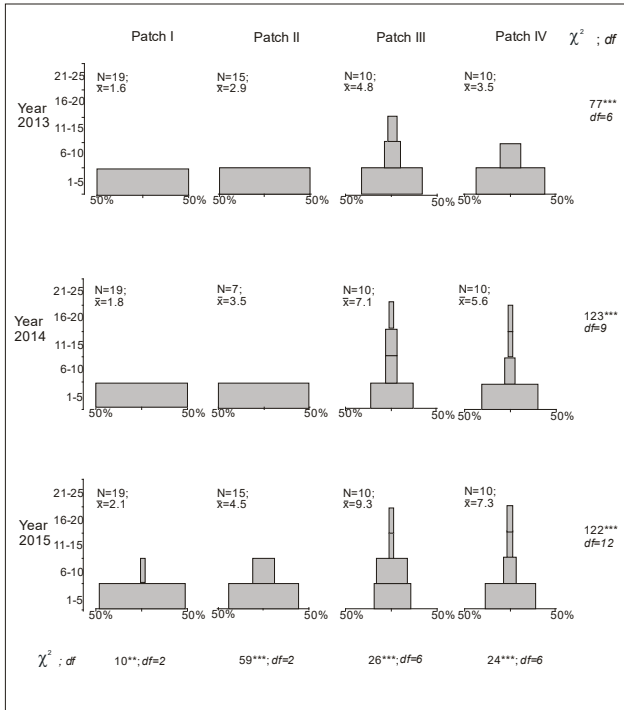 Patch I Patch II Patch III Patch IV χ² ; df
21-25 N=19; N=15; N=10; N=10;
16-20 x̄=1.6 x̄=2.9 x̄=4.8 x̄=3.5
Year 2013 77***
11-15 df=6
6-10
1-5
50% 50% 50% 50% 50% 50% 50% 50%
21-25 N=19; N=7; N=10; N=10;
16-20 x̄=1.8 x̄=3.5 x̄=7.1 x̄=5.6
Year 2014 123***
11-15 df=9
6-10
1-5
50% 50% 50% 50% 50% 50% 50% 50%
21-25 N=19; N=15; N=10; N=10;
16-20 x̄=2.1 x̄=4.5 x̄=9.3 x̄=7.3
Year 2015 122***
11-15 df=12
6-10
1-5
50% 50% 50% 50% 50% 50% 50% 50%
χ² ; df 10**; df=2 59***; df=2 26***; df=6 24***; df=6